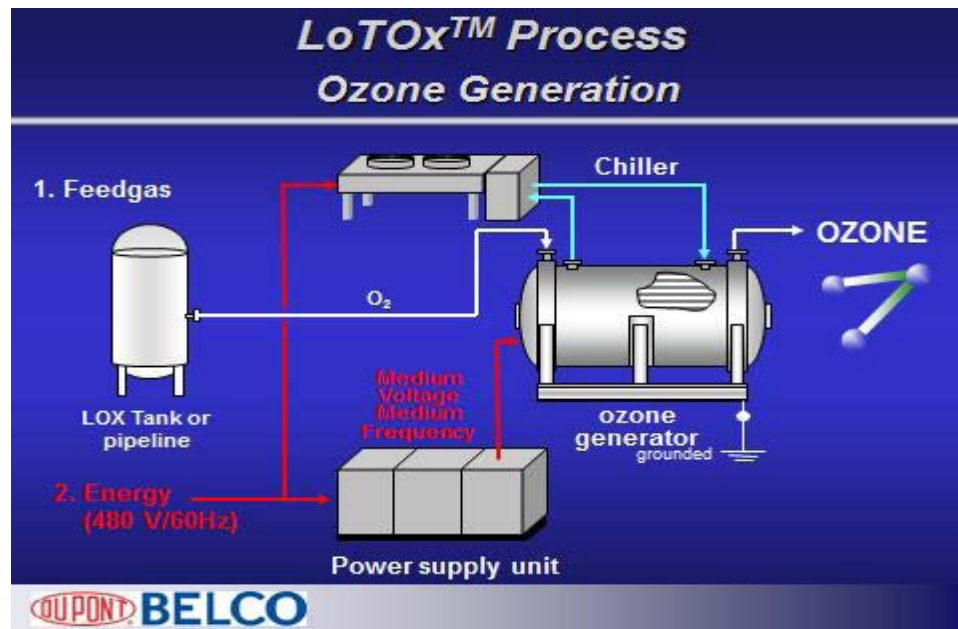 LoTOx™ Process
Ozone Generation
1. Feedgas
Chiller
OZONE
O₂
LOX Tank or
pipeline
Medium
Voltage
Medium
Frequency
ozone
generator
grounded
2. Energy
(480 V/60Hz)
Power supply unit
DUPONT BELCO